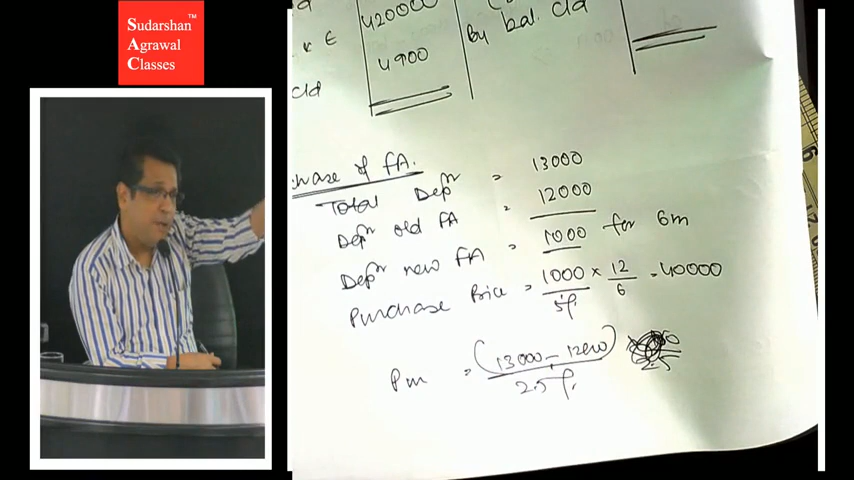 Sudarshan™
Agrawal
Classes
42000
4900
By bal. c/d
c/d
hase of FA.
Total Depⁿ = 13000
Depⁿ old FA = 12000
Depⁿ new FA = 1000 for 6m
Purchase Price = 1000/5% × 12/6 = 40000
Pm = (13000 - 12000)/2.5%